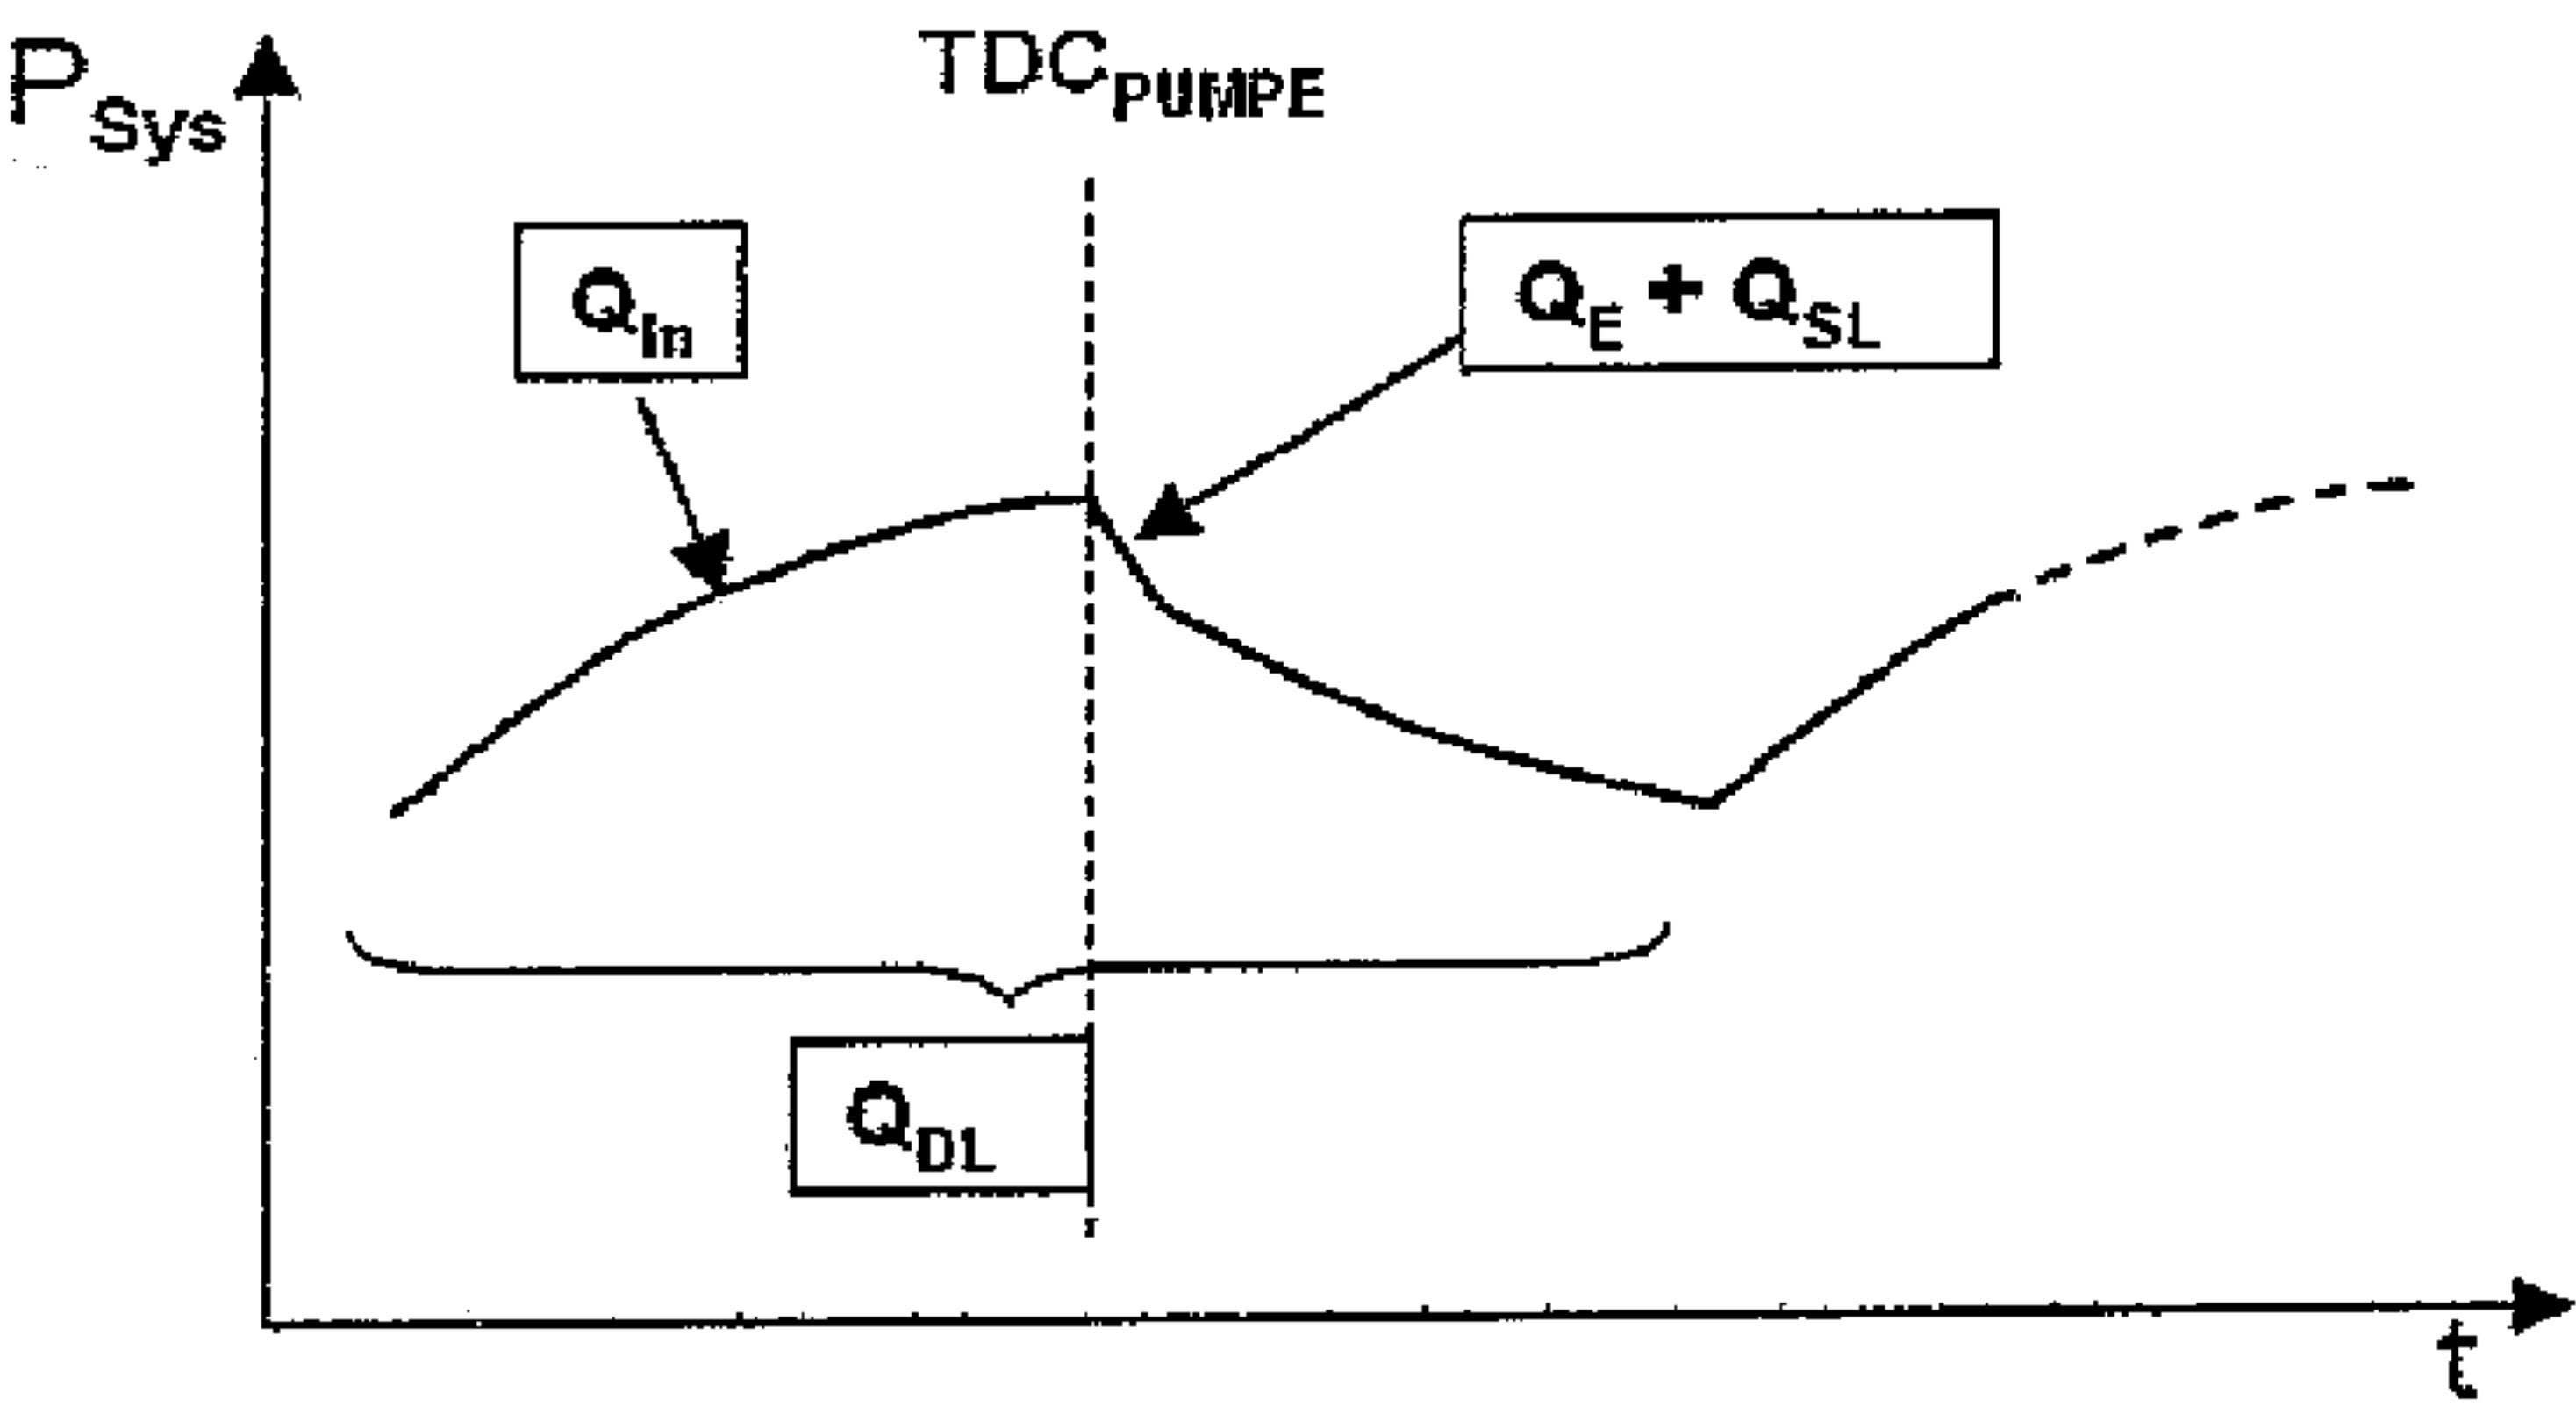 P_Sys
TDC_PUMPE
Q_In
Q_E + Q_SL
Q_DL
t